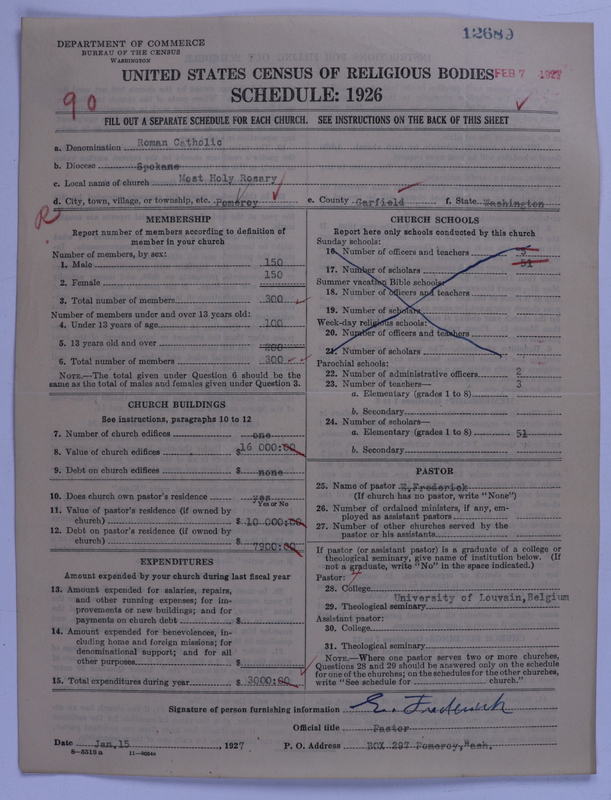 12689
DEPARTMENT OF COMMERCE
BUREAU OF THE CENSUS
WASHINGTON
UNITED STATES CENSUS OF RELIGIOUS BODIES FEB 7 1927
90
SCHEDULE: 1926
FILL OUT A SEPARATE SCHEDULE FOR EACH CHURCH. SEE INSTRUCTIONS ON THE BACK OF THIS SHEET
a. Denomination Roman Catholic
b. Diocese Spokane
c. Local name of church Most Holy Rosary
d. City, town, village, or township, etc. Pomeroy e. County Garfield f. State Washington
R
MEMBERSHIP
Report number of members according to definition of
member in your church
Number of members, by sex:
1. Male 150
2. Female 150
3. Total number of members 300
Number of members under and over 13 years old:
4. Under 13 years of age 100
5. 13 years old and over 200
6. Total number of members 300
NOTE.—The total given under Question 6 should be
same as the total of males and females given under Question 3.
CHURCH BUILDINGS
See instructions, paragraphs 10 to 12
7. Number of church edifices one
8. Value of church edifices $16 000:00
9. Debt on church edifices $ none
10. Does church own pastor's residence yes
Yes or No
11. Value of pastor's residence (if owned by
church) $ 10 000:00
12. Debt on pastor's residence (if owned by
church) $ 7900:00
EXPENDITURES
Amount expended by your church during last fiscal year
13. Amount expended for salaries, repairs,
and other running expenses; for im-
provements or new buildings; and for
payments on church debt $
14. Amount expended for benevolences, in-
cluding home and foreign missions; for
denominational support; and for all
other purposes $
15. Total expenditures during year $ 3000:00
CHURCH SCHOOLS
Report here only schools conducted by this church
Sunday schools:
16. Number of officers and teachers 3
17. Number of scholars 51
Summer vacation Bible schools:
18. Number of officers and teachers
19. Number of scholars
Week-day religious schools:
20. Number of officers and teachers
21. Number of scholars
Parochial schools:
22. Number of administrative officers 2
23. Number of teachers— 3
a. Elementary (grades 1 to 8)
b. Secondary
24. Number of scholars—
a. Elementary (grades 1 to 8) 51
b. Secondary
PASTOR
25. Name of pastor E. Frederick
(If church has no pastor, write "None")
26. Number of ordained ministers, if any, em-
ployed as assistant pastors
27. Number of other churches served by the
pastor or his assistants
If pastor (or assistant pastor) is a graduate of a college or
theological seminary, give name of institution below. (If
not a graduate, write "No" in the space indicated.)
Pastor:
28. College
University of Louvain, Belgium
29. Theological seminary
Assistant pastor:
30. College
31. Theological seminary
NOTE.—Where one pastor serves two or more churches,
Questions 28 and 29 should be answered only on the schedule
for one of the churches; on the schedules for the other churches,
write "See schedule for church."
Signature of person furnishing information E. Frederick
Official title Pastor
Date Jan. 15, 1927 P. O. Address BOX 297 Pomeroy, Wash.
8-5319a